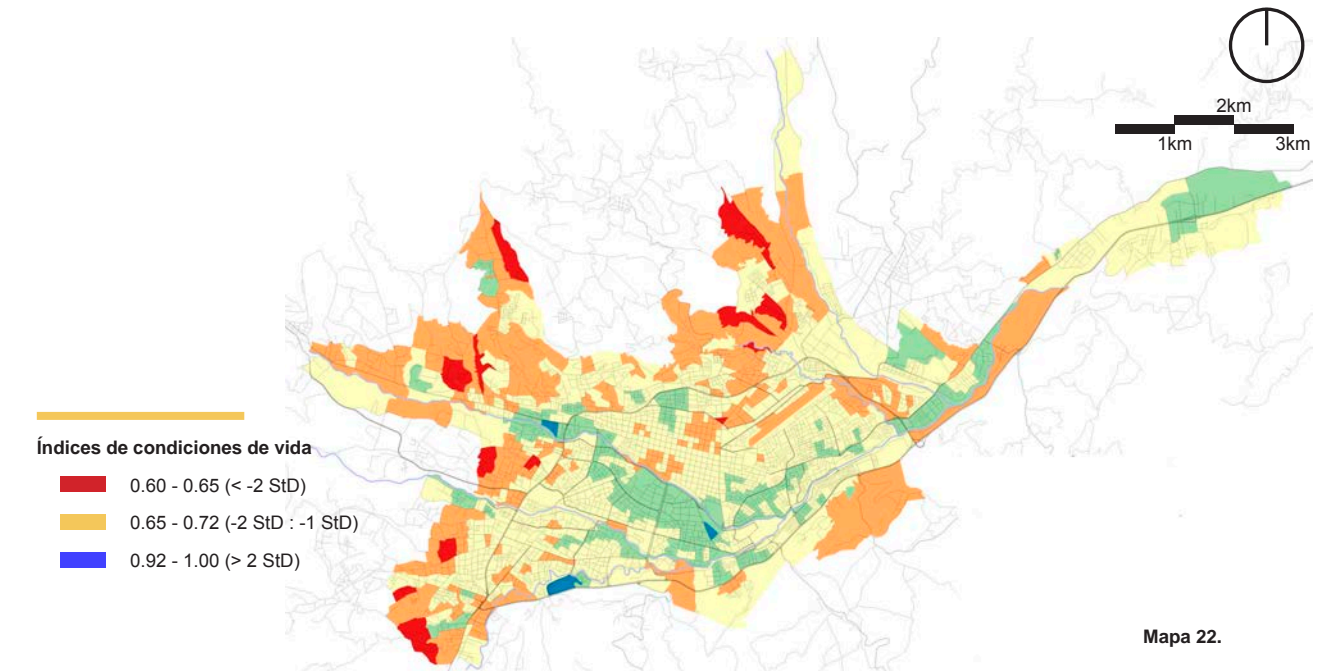 2km
1km
3km
Índices de condiciones de vida
0.60 - 0.65 (< -2 StD)
0.65 - 0.72 (-2 StD : -1 StD)
0.92 - 1.00 (> 2 StD)
Mapa 22.